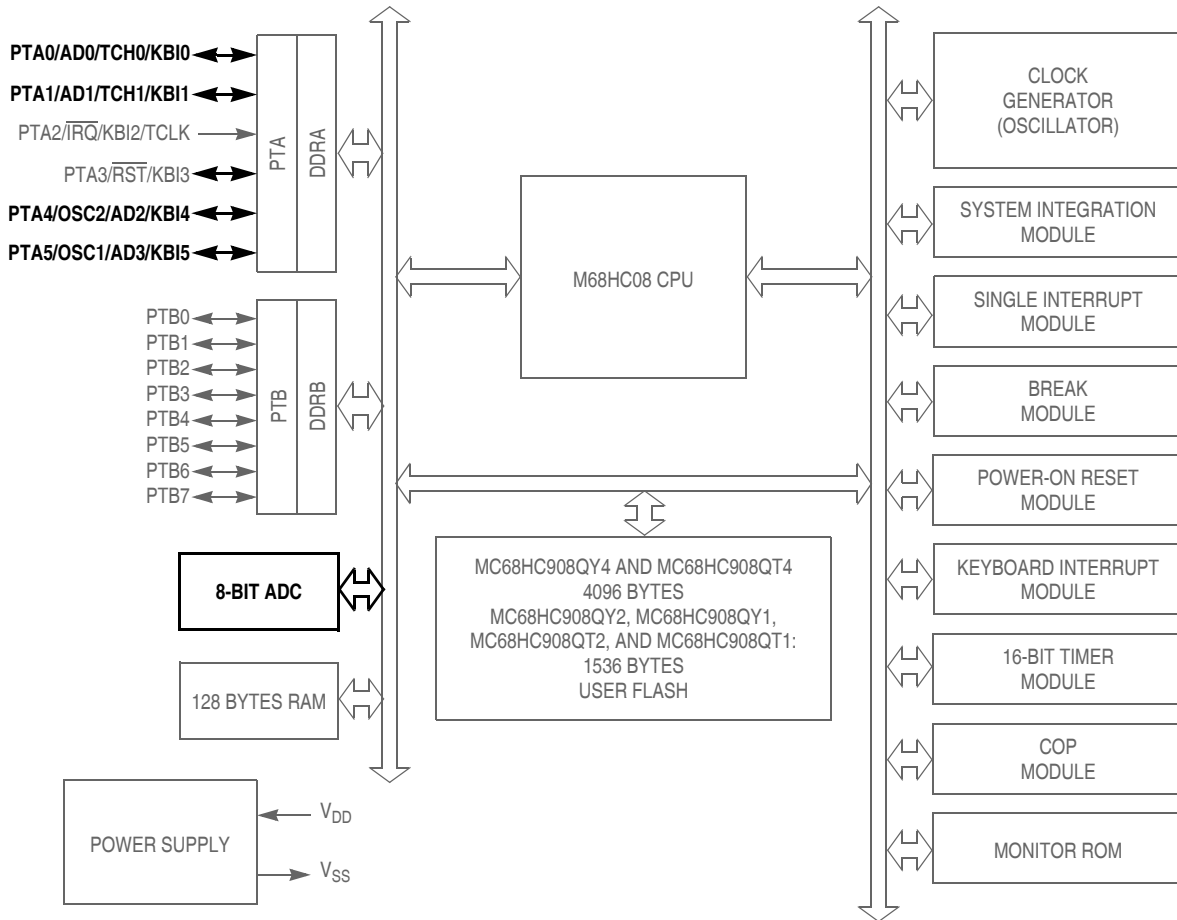 PTA0/AD0/TCH0/KBI0
PTA1/AD1/TCH1/KBI1
PTA2/IRQ/KBI2/TCLK
PTA3/RST/KBI3
PTA4/OSC2/AD2/KBI4
PTA5/OSC1/AD3/KBI5
PTA
DDRA
PTB0
PTB1
PTB2
PTB3
PTB4
PTB5
PTB6
PTB7
PTB
DDRB
8-BIT ADC
128 BYTES RAM
POWER SUPPLY
VDD
VSS
M68HC08 CPU
MC68HC908QY4 AND MC68HC908QT4
4096 BYTES
MC68HC908QY2, MC68HC908QY1,
MC68HC908QT2, AND MC68HC908QT1:
1536 BYTES
USER FLASH
CLOCK
GENERATOR
(OSCILLATOR)
SYSTEM INTEGRATION
MODULE
SINGLE INTERRUPT
MODULE
BREAK
MODULE
POWER-ON RESET
MODULE
KEYBOARD INTERRUPT
MODULE
16-BIT TIMER
MODULE
COP
MODULE
MONITOR ROM